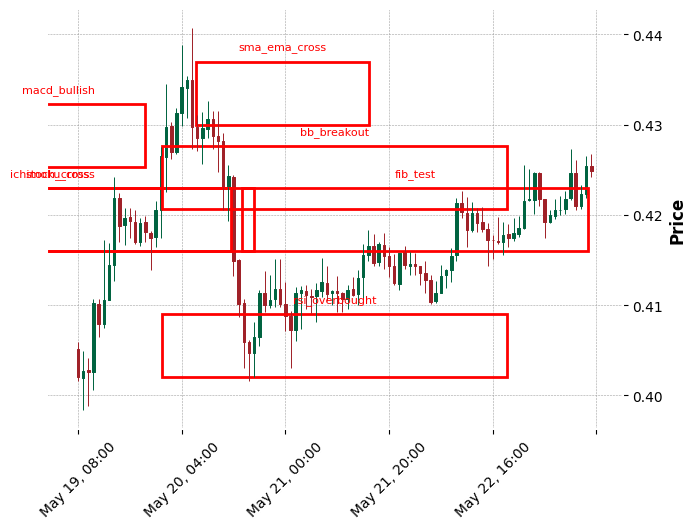 0.44
sma_ema_cross
macd_bullish
0.43
bb_breakout
stoch_cross
fib_test
0.42
Price
0.41
rsi_overbought
0.40
May 19, 08:00
May 20, 04:00
May 21, 00:00
May 21, 20:00
May 22, 16:00